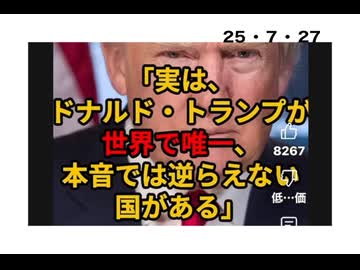 25・7・27
「実は、
ドナルド・トランプが
世界で唯一、
8267
本音では逆らえない
低…価
国がある」